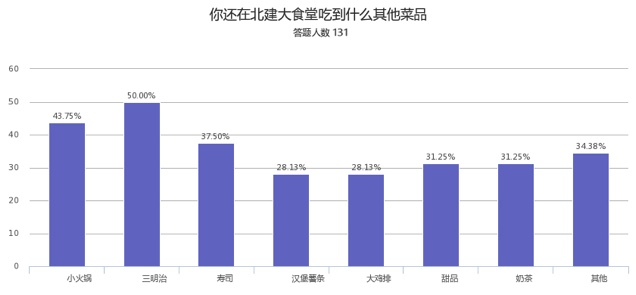 你还在北建大食堂吃到什么其他菜品
答题人数 131
60
50
40
30
20
10
0
43.75%
50.00%
37.50%
28.13%
28.13%
31.25%
31.25%
34.38%
小火锅
三明治
寿司
汉堡薯条
大鸡排
甜品
奶茶
其他